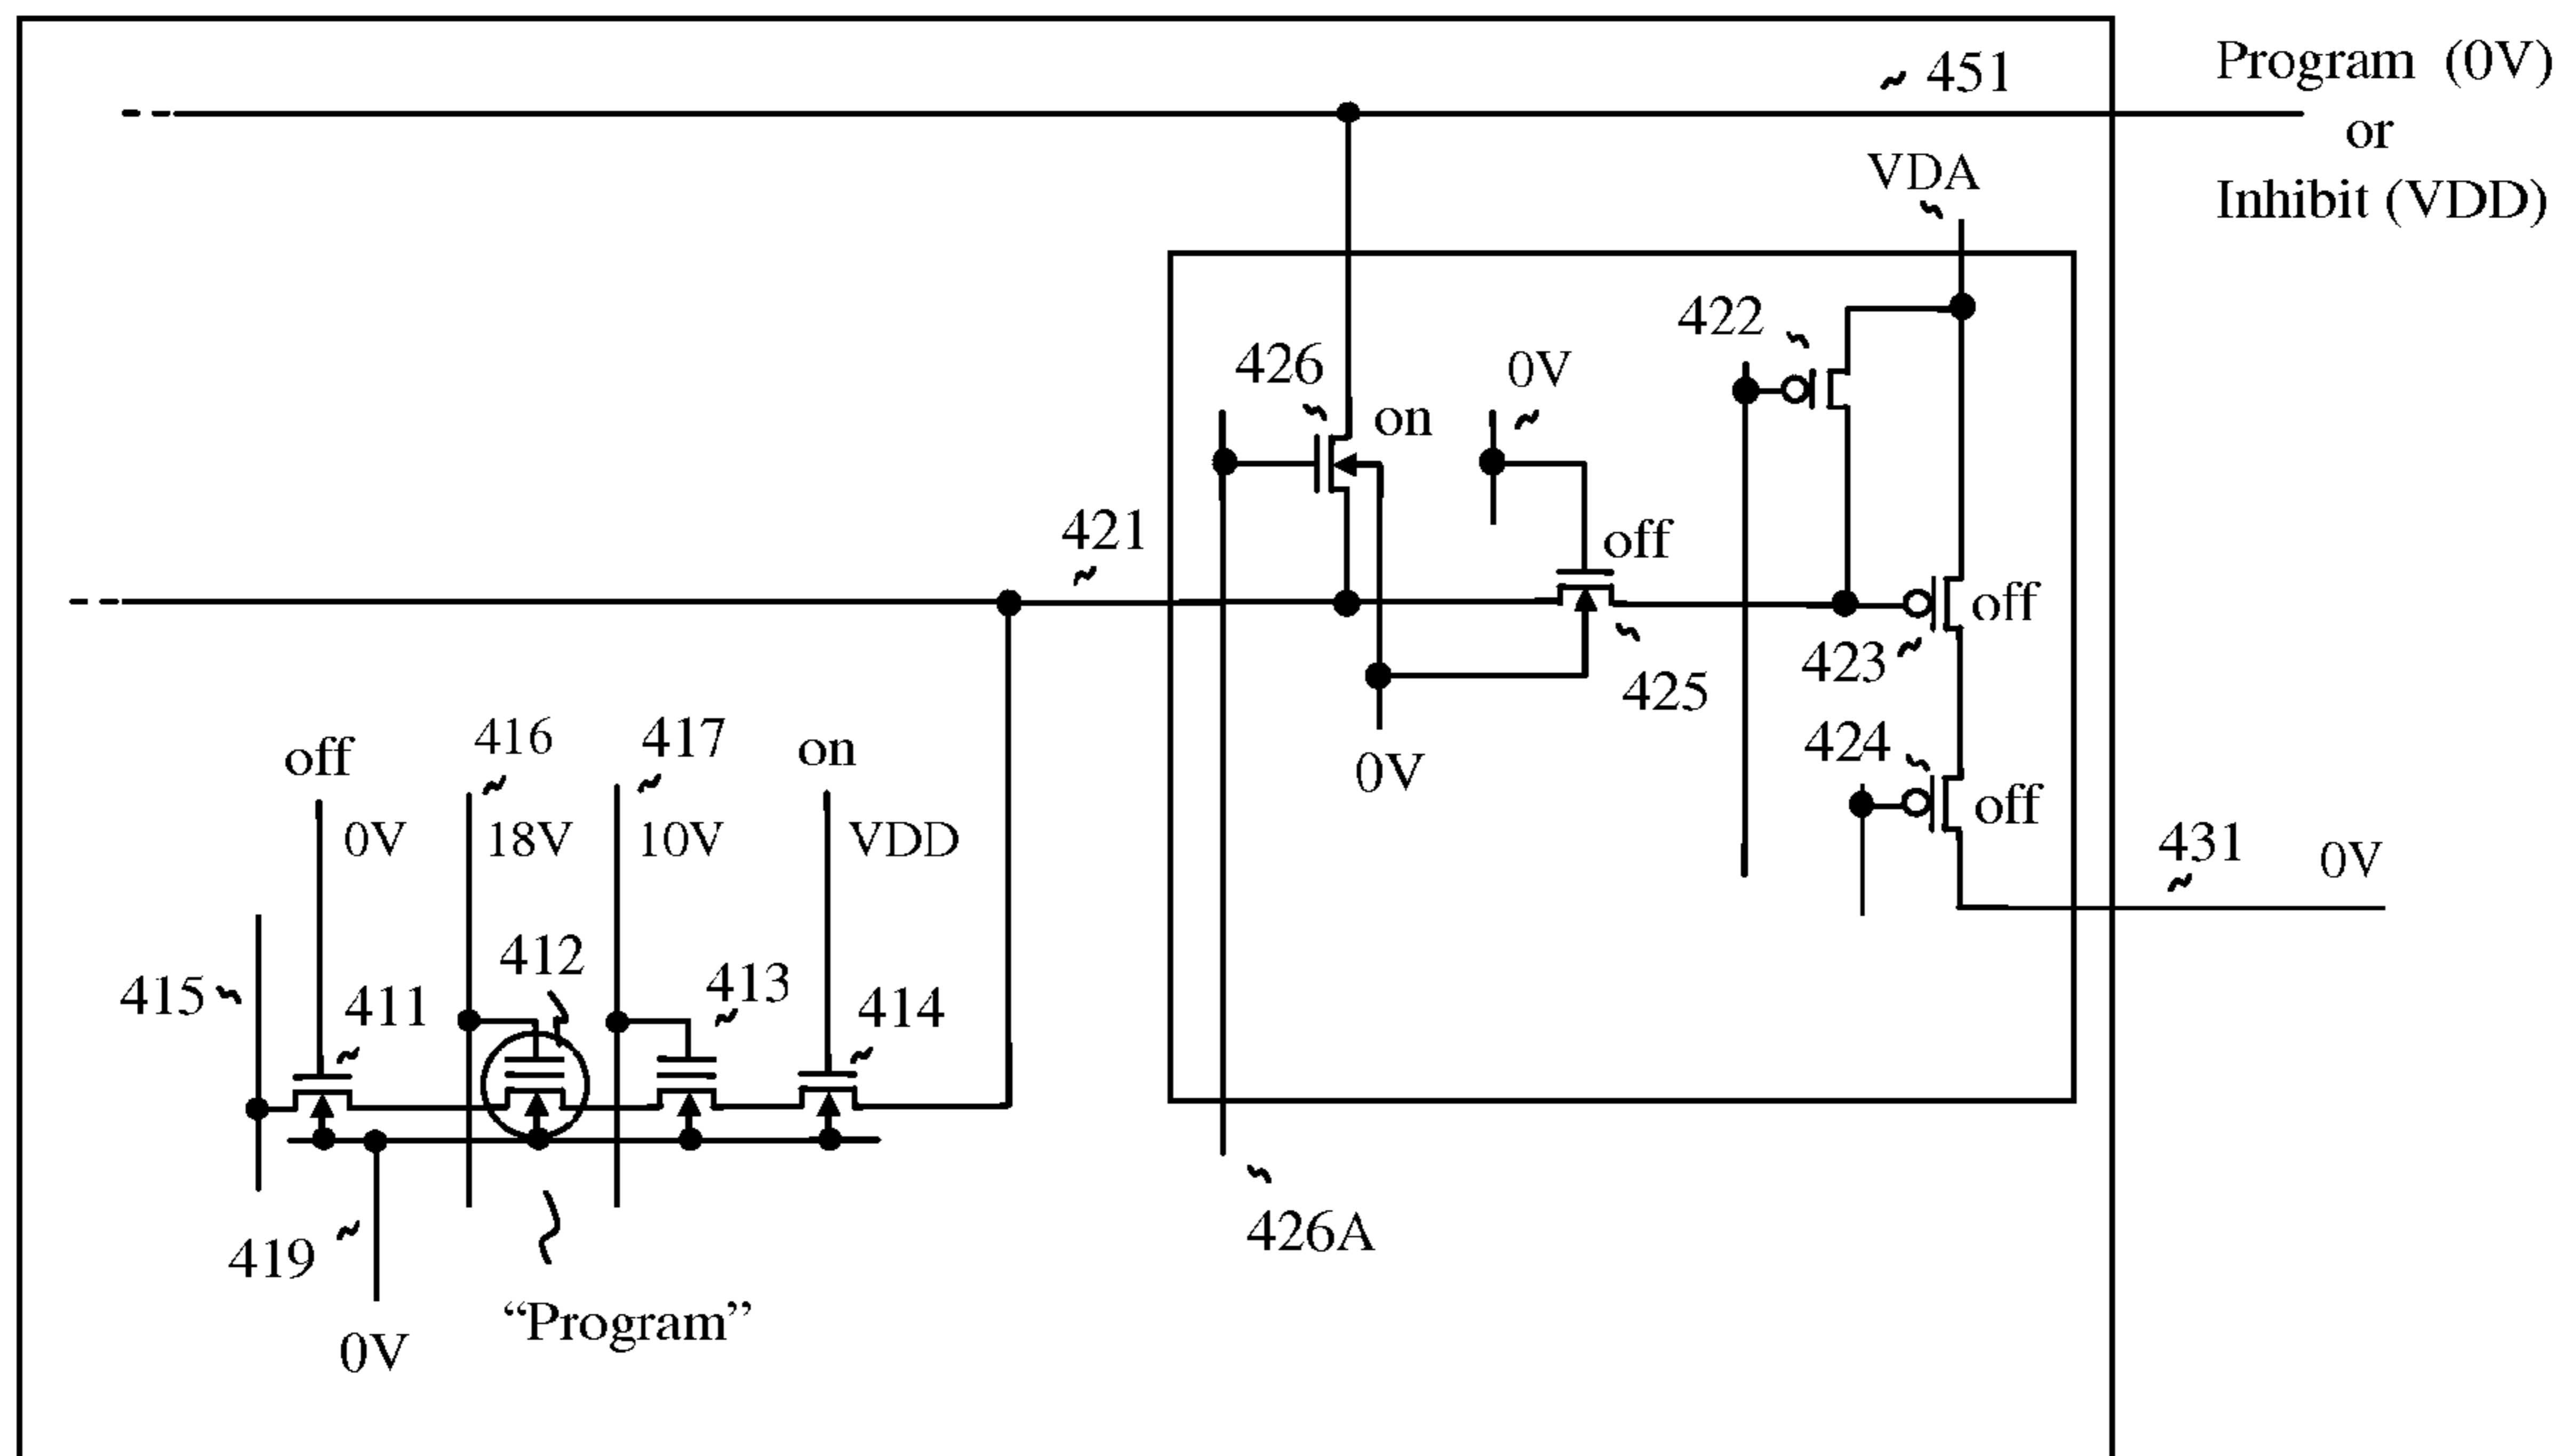 451
Program (0V)
or
Inhibit (VDD)
VDA
422
426
0V
on
421
off
off
423
425
424
off
0V
431
0V
off
416
417
on
0V
18V
10V
VDD
412
415
411
413
414
419
0V
“Program”
426A